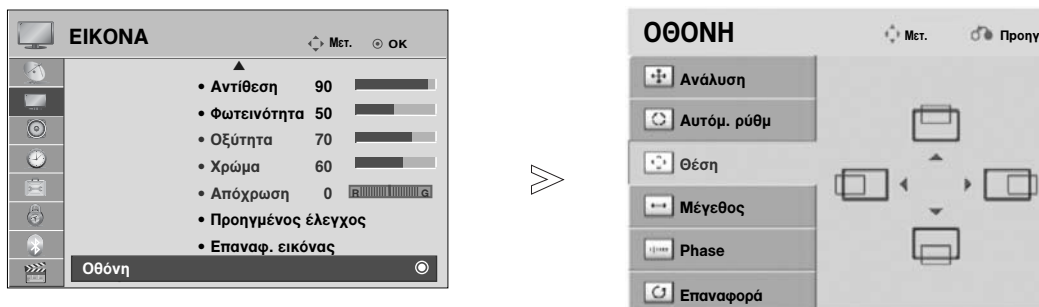 ΕΙΚΟΝΑ
Μετ. OK
• Αντίθεση 90
• Φωτεινότητα 50
• Οξύτητα 70
• Χρώμα 60
• Απόχρωση 0 R G
• Προηγμένος έλεγχος
• Επαναφ. εικόνας
Οθόνη
ΟΘΟΝΗ
Μετ. Προηγ
Ανάλυση
Αυτόμ. ρύθμ
Θέση
Μέγεθος
Phase
Επαναφορά